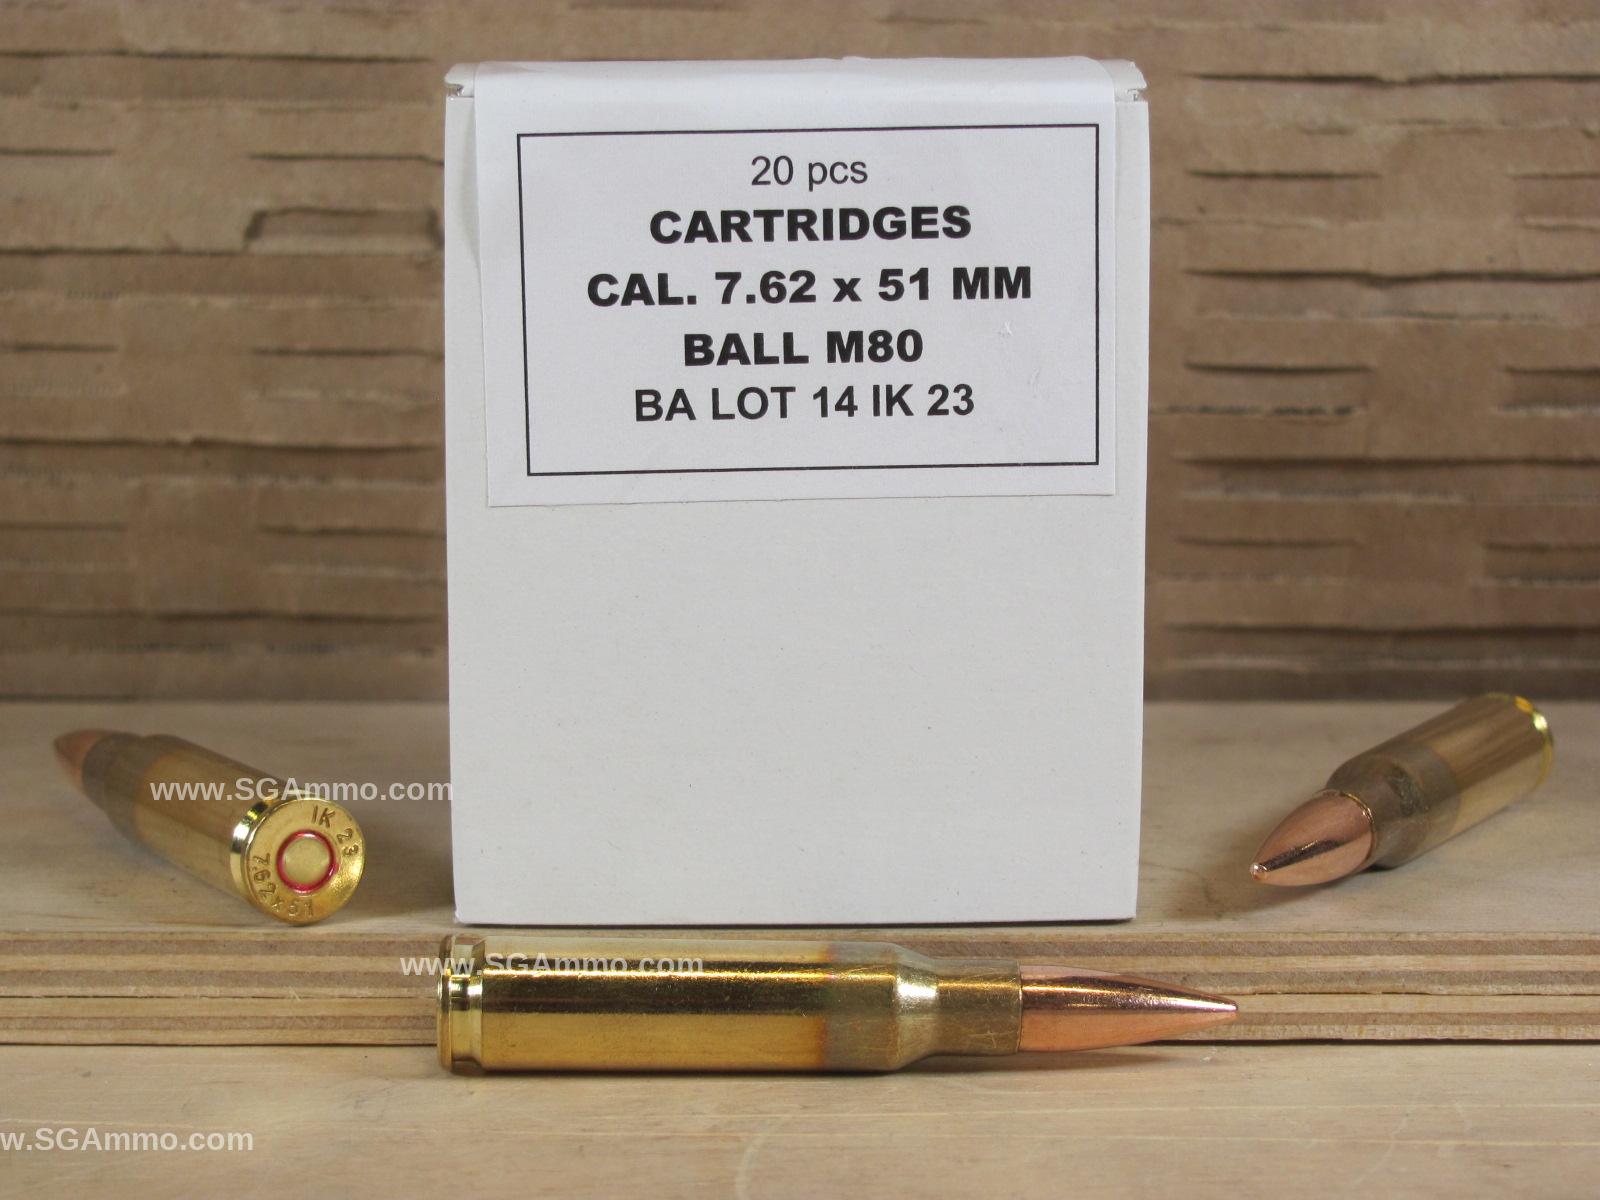 20 pcs
CARTRIDGES
CAL. 7.62 x 51 MM
BALL M80
BA LOT 14 IK 23
www.SGAmmo.com
IK 23
7.62x51
www.SGAmmo.com
w.SGAmmo.com